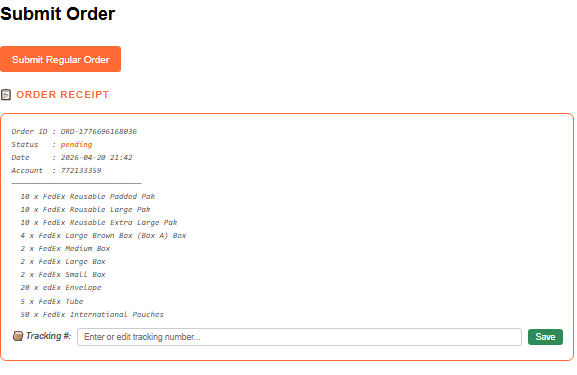 Submit Order
Submit Regular Order
ORDER RECEIPT
Order ID : ORD-1776696168036
Status : pending
Date : 2026-04-20 21:42
Account : 772133359
10 x FedEx Reusable Padded Pak
10 x FedEx Reusable Large Pak
10 x FedEx Reusable Extra Large Pak
4 x FedEx Large Brown Box (Box A) Box
2 x FedEx Medium Box
2 x FedEx Large Box
2 x FedEx Small Box
20 x edEx Envelope
5 x FedEx Tube
50 x FedEx International Pouches
Tracking #: Enter or edit tracking number... Save